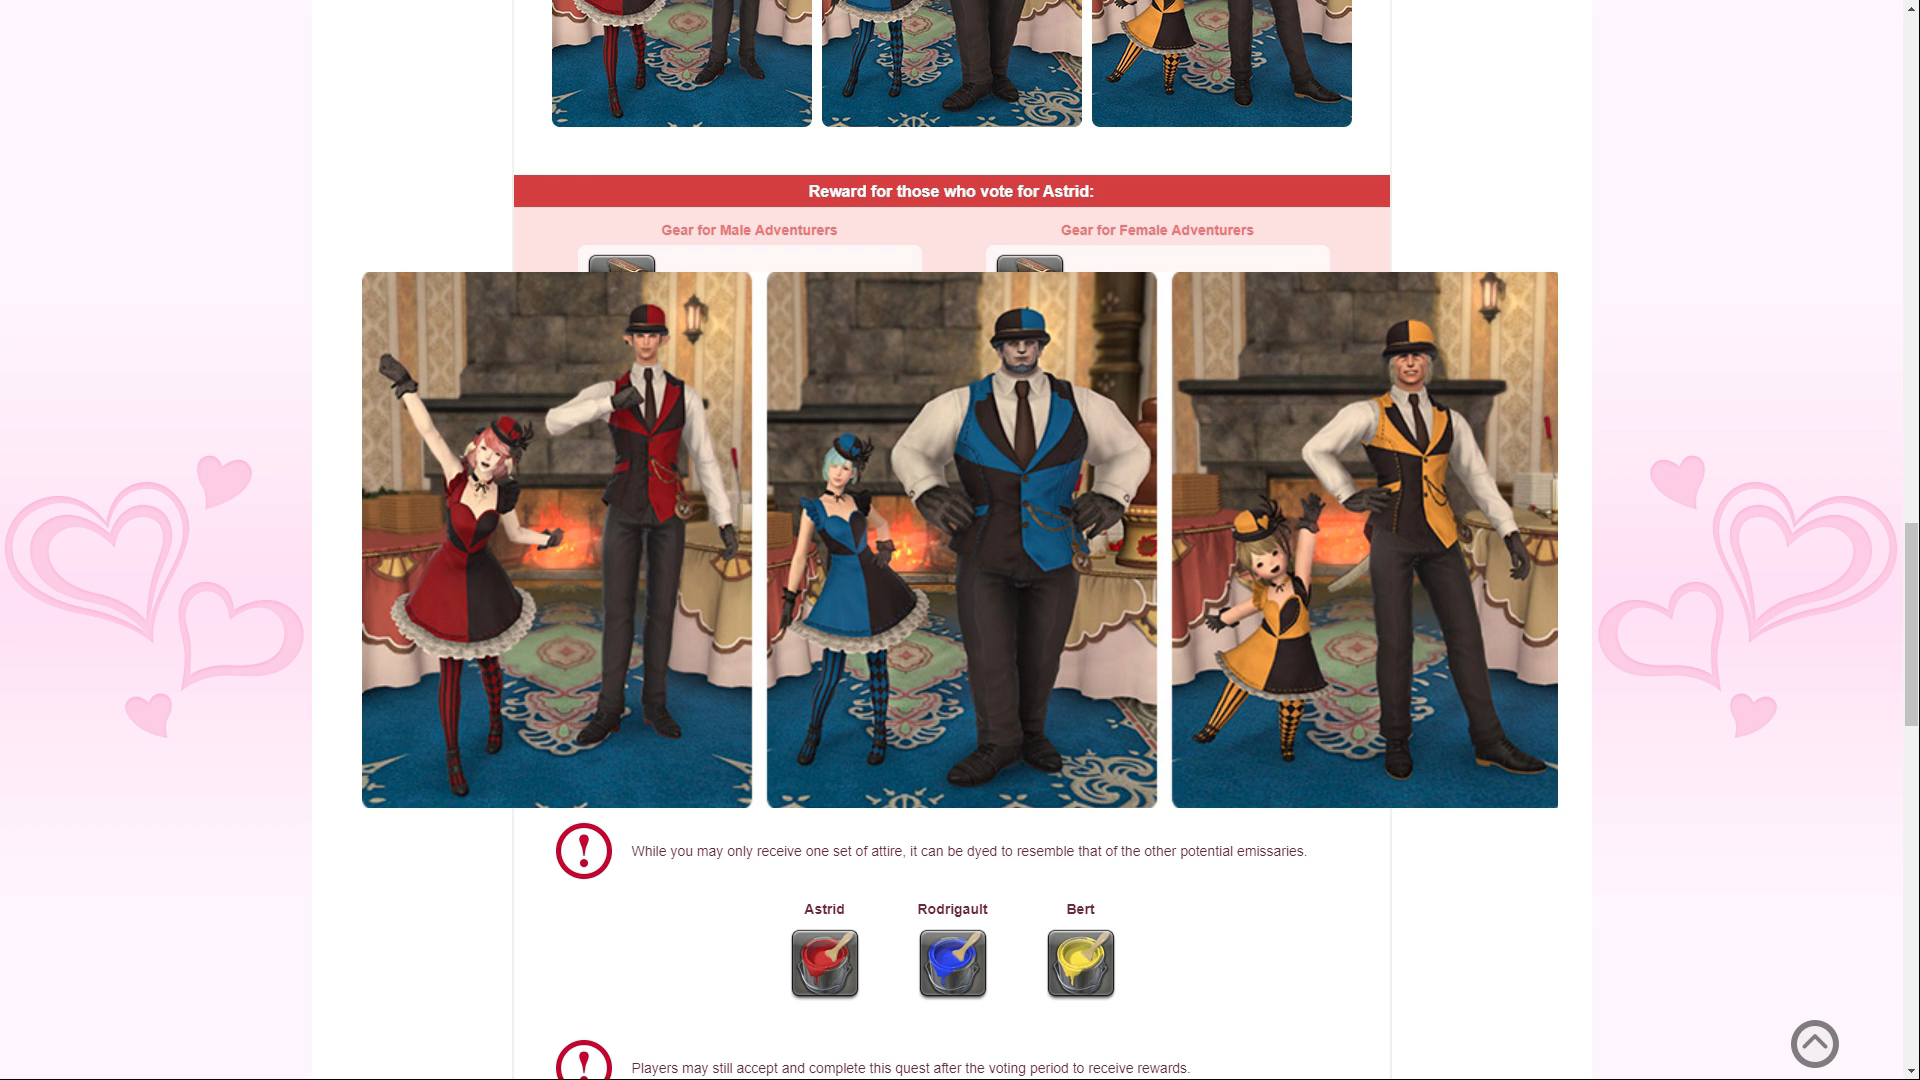 Reward for those who vote for Astrid:
Gear for Male Adventurers
Gear for Female Adventurers
While you may only receive one set of attire, it can be dyed to resemble that of the other potential emissaries.
Astrid
Rodrigault
Bert
Players may still accept and complete this quest after the voting period to receive rewards.